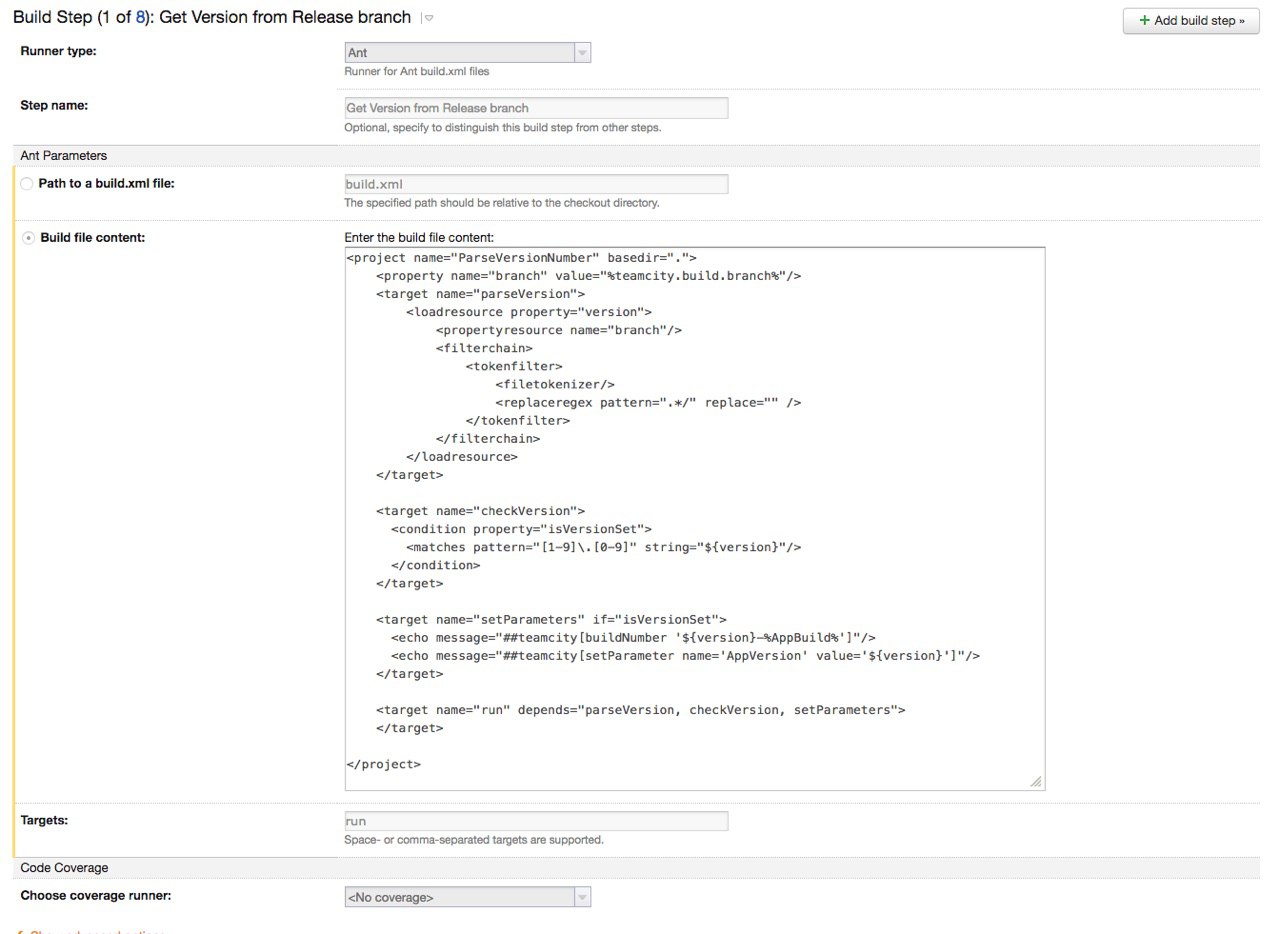 Build Step (1 of 8): Get Version from Release branch
+ Add build step »
Runner type:
Ant
Runner for Ant build.xml files
Step name:
Get Version from Release branch
Optional, specify to distinguish this build step from other steps.
Ant Parameters
Path to a build.xml file:
build.xml
The specified path should be relative to the checkout directory.
Build file content:
Enter the build file content:
<project name="ParseVersionNumber" basedir=".">
    <property name="branch" value="%teamcity.build.branch%"/>
    <target name="parseVersion">
        <loadresource property="version">
            <propertyresource name="branch"/>
            <filterchain>
                <tokenfilter>
                    <filetokenizer/>
                    <replaceregex pattern=".*/" replace="" />
                </tokenfilter>
            </filterchain>
        </loadresource>
    </target>
    <target name="checkVersion">
      <condition property="isVersionSet">
        <matches pattern="[1-9]\.[0-9]" string="${version}"/>
      </condition>
    </target>
    <target name="setParameters" if="isVersionSet">
      <echo message="##teamcity[buildNumber '${version}-%AppBuild%']"/>
      <echo message="##teamcity[setParameter name='AppVersion' value='${version}']"/>
    </target>
    <target name="run" depends="parseVersion, checkVersion, setParameters">
    </target>
</project>
Targets:
run
Space- or comma-separated targets are supported.
Code Coverage
Choose coverage runner:
<No coverage>